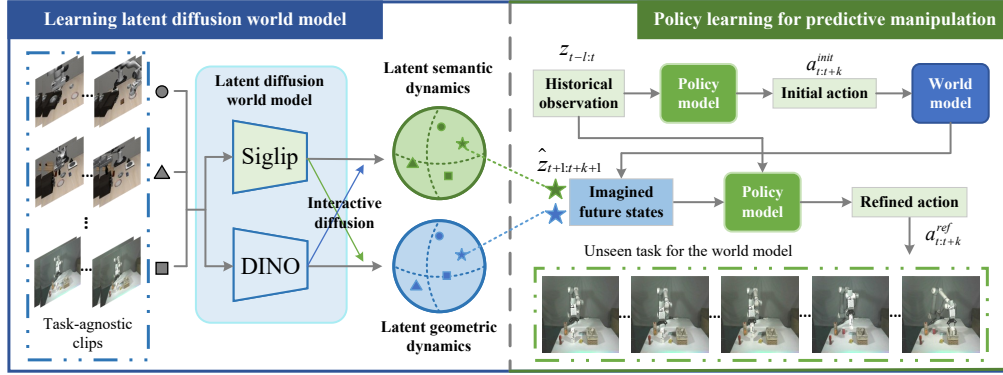 Learning latent diffusion world model
Task-agnostic
clips
Latent diffusion
world model
Siglip
DINO
Interactive
diffusion
Latent semantic
dynamics
Latent geometric
dynamics
Policy learning for predictive manipulation
z_{t-l:t}
Historical
observation
Policy
model
a^{init}_{t:t+k}
Initial action
World
model
ẑ_{t+1:t+k+1}
Imagined
future states
Policy
model
Refined action
a^{ref}_{t:t+k}
Unseen task for the world model